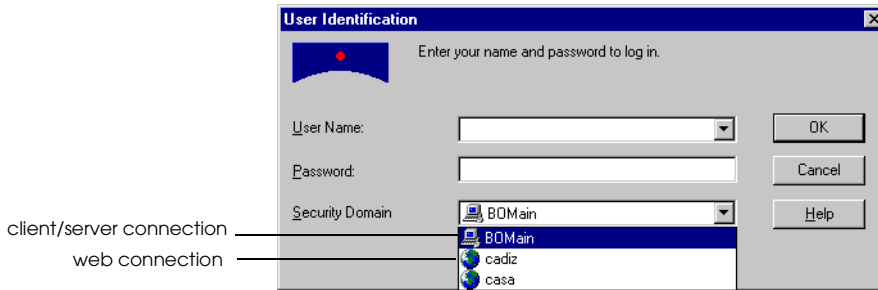 User Identification
Enter your name and password to log in.
User Name:
OK
Password:
Cancel
Security Domain
BOMain
Help
client/server connection
BOMain
web connection
cadiz
casa